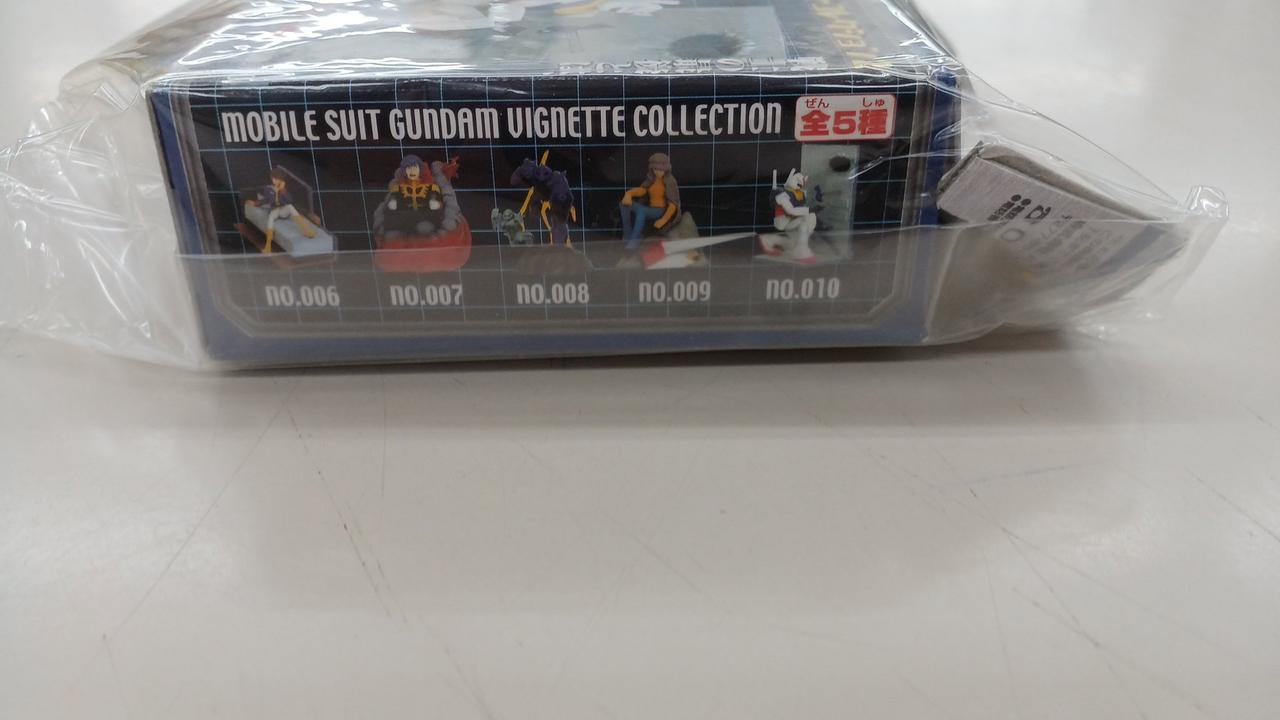 MOBILE SUIT GUNDAM VIGNETTE COLLECTION
ぜん しゅ
全5種
NO.006 NO.007 NO.008 NO.009 NO.010